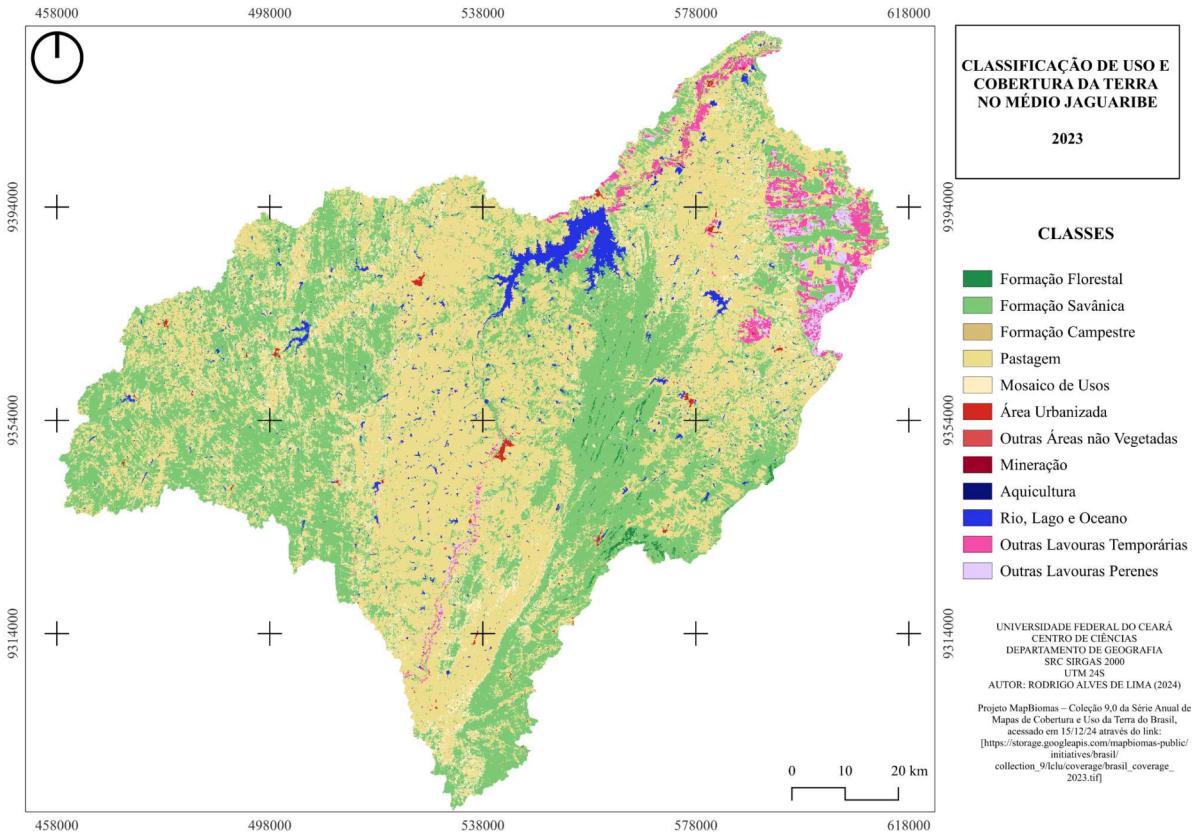 458000 498000 538000 578000 618000
CLASSIFICAÇÃO DE USO E
COBERTURA DA TERRA
NO MÉDIO JAGUARIBE
2023
9394000 9394000
9354000 9354000
9314000 9314000
CLASSES
Formação Florestal
Formação Savânica
Formação Campestre
Pastagem
Mosaico de Usos
Área Urbanizada
Outras Áreas não Vegetadas
Mineração
Aquicultura
Rio, Lago e Oceano
Outras Lavouras Temporárias
Outras Lavouras Perenes
UNIVERSIDADE FEDERAL DO CEARÁ
CENTRO DE CIÊNCIAS
DEPARTAMENTO DE GEOGRAFIA
SRC SIRGAS 2000
UTM 24S
AUTOR: RODRIGO ALVES DE LIMA (2024)
Projeto MapBiomas – Coleção 9,0 da Série Anual de
Mapas de Cobertura e Uso da Terra do Brasil,
acessado em 15/12/24 através do link:
[https://storage.googleapis.com/mapbiomas-public/
initiatives/brasil/
collection_9/lclu/coverage/brasil_coverage_
2023.tif]
0 10 20 km
458000 498000 538000 578000 618000